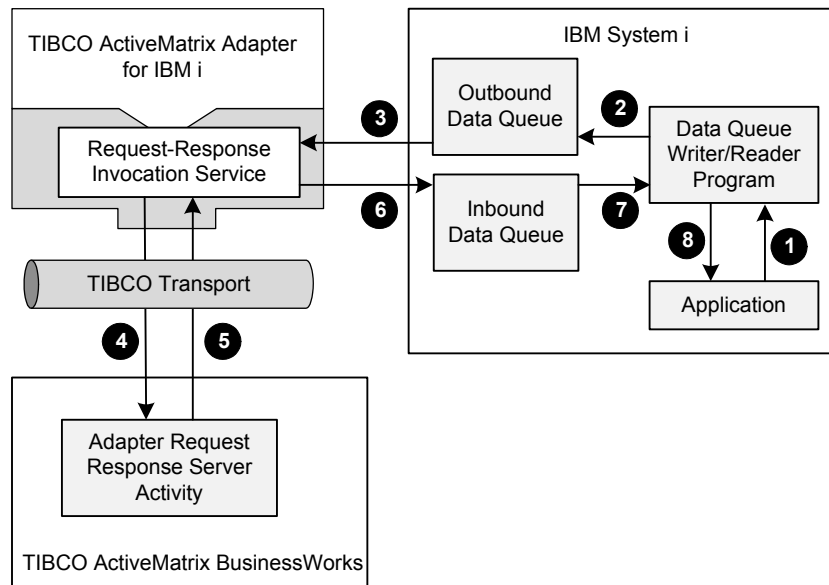 TIBCO ActiveMatrix Adapter
for IBM i
Request-Response
Invocation Service
IBM System i
Outbound
Data Queue
Data Queue
Writer/Reader
Program
Inbound
Data Queue
Application
3
2
6
7
8
1
TIBCO Transport
4
5
Adapter Request
Response Server
Activity
TIBCO ActiveMatrix BusinessWorks